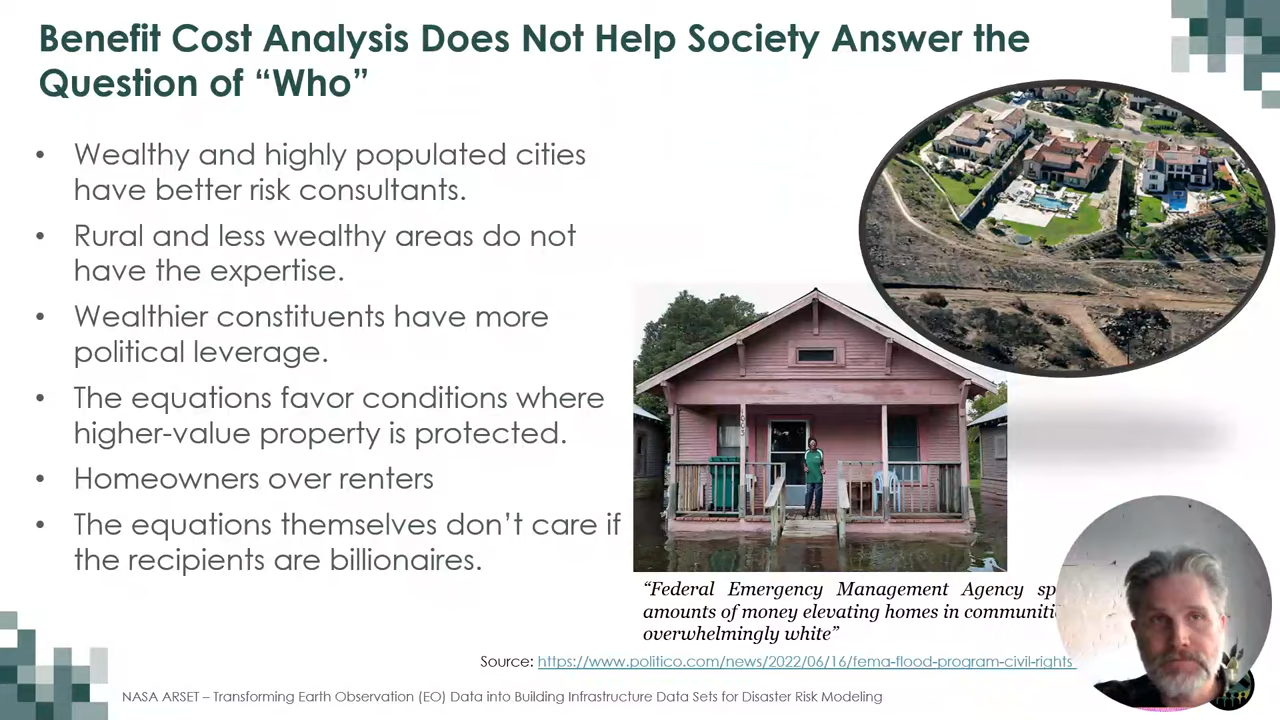 Benefit Cost Analysis Does Not Help Society Answer the
Question of “Who”
• Wealthy and highly populated cities
have better risk consultants.
• Rural and less wealthy areas do not
have the expertise.
• Wealthier constituents have more
political leverage.
• The equations favor conditions where
higher-value property is protected.
• Homeowners over renters
• The equations themselves don’t care if
the recipients are billionaires.
“Federal Emergency Management Agency
amounts of money elevating homes in
overwhelmingly white”
Source: https://www.politico.com/news/2022/06/16/fema-flood-program-civil-rights
NASA ARSET – Transforming Earth Observation (EO) Data into Building Infrastructure Data Sets for Disaster Risk Modeling